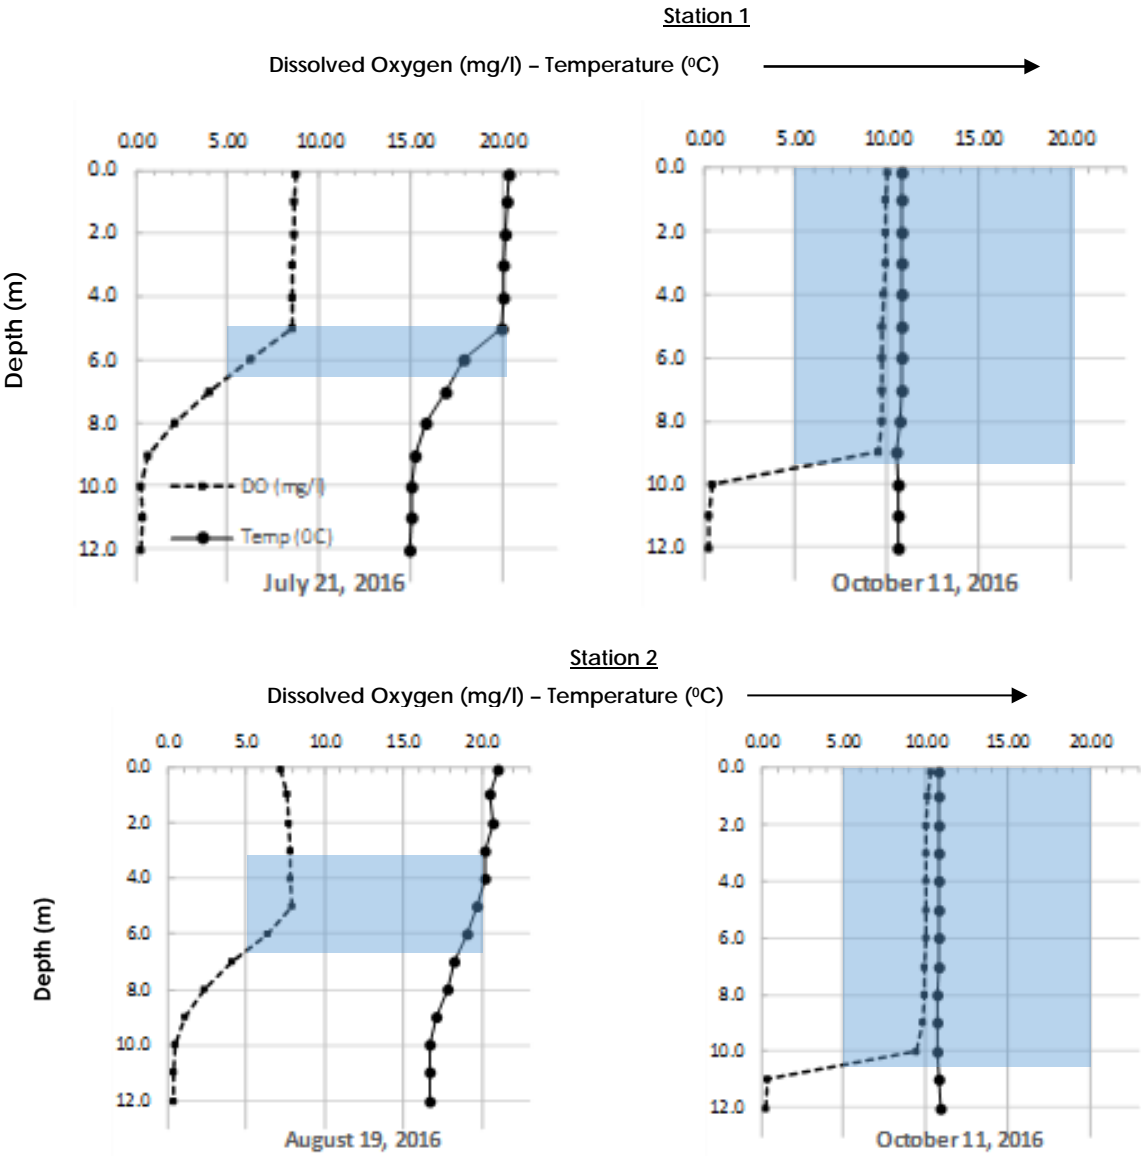 Station 1
Dissolved Oxygen (mg/l) – Temperature (⁰C)
0.00 5.00 10.00 15.00 20.00
0.00 5.00 10.00 15.00 20.00
Depth (m)
0.0
2.0
4.0
6.0
8.0
10.0
12.0
DO (mg/l)
Temp (0C)
July 21, 2016
0.0
2.0
4.0
6.0
8.0
10.0
12.0
October 11, 2016
Station 2
Dissolved Oxygen (mg/l) – Temperature (⁰C)
0.0 5.0 10.0 15.0 20.0
0.00 5.00 10.00 15.00 20.00
Depth (m)
0.0
2.0
4.0
6.0
8.0
10.0
12.0
August 19, 2016
0.0
2.0
4.0
6.0
8.0
10.0
12.0
October 11, 2016